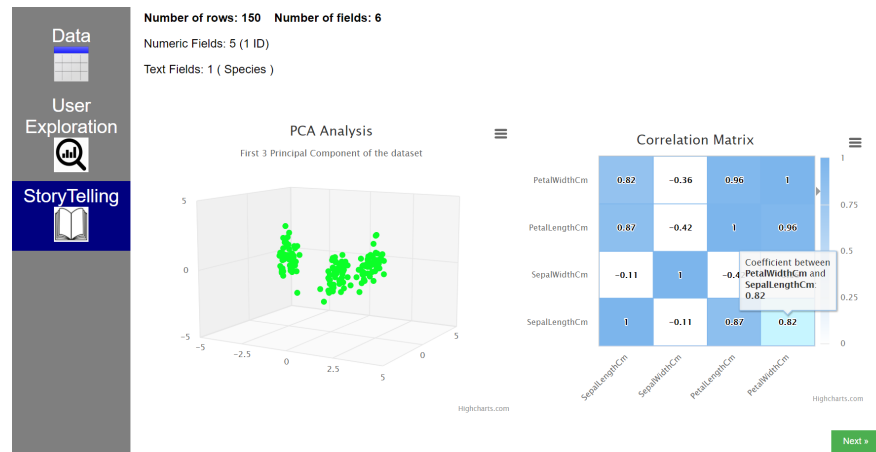 Data
User
Exploration
StoryTelling
Number of rows: 150 Number of fields: 6
Numeric Fields: 5 (1 ID)
Text Fields: 1 ( Species )
PCA Analysis
First 3 Principal Component of the dataset
5
0
-5
-5
-2.5
0
2.5
5
0
5
Highcharts.com
Correlation Matrix
PetalWidthCm 0.82 -0.36 0.96 1
PetalLengthCm 0.87 -0.42 1 0.96
SepalWidthCm -0.11 1 -0.4
SepalLengthCm 1 -0.11 0.87 0.82
Coefficient between
PetalWidthCm and
SepalLengthCm:
0.82
SepalLengthCm
SepalWidthCm
PetalLengthCm
PetalWidthCm
1
0.75
0.5
0.25
0
Highcharts.com
Next »